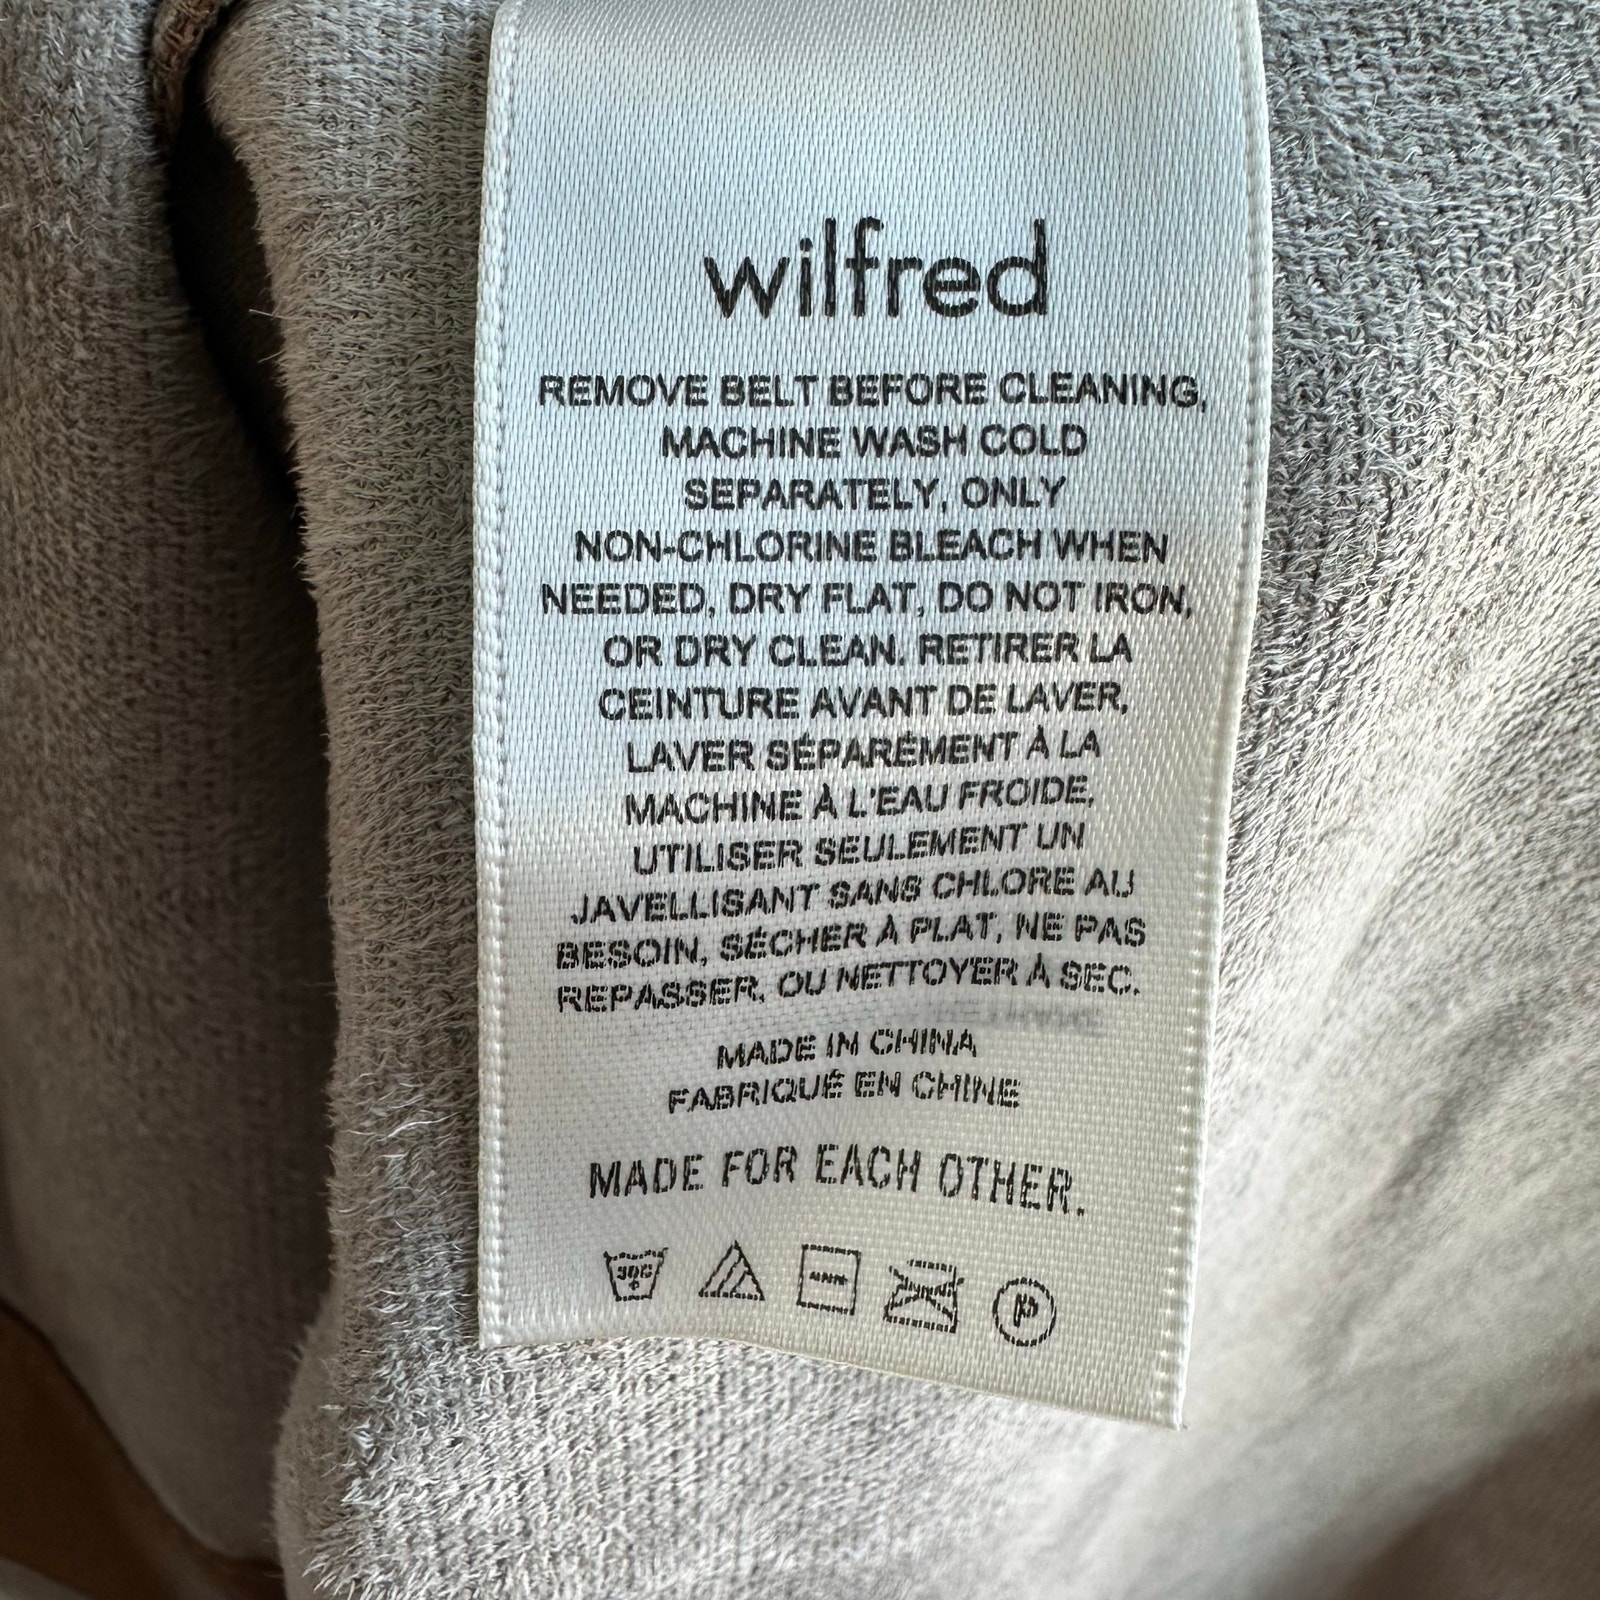 wilfred
REMOVE BELT BEFORE CLEANING,
MACHINE WASH COLD
SEPARATELY, ONLY
NON-CHLORINE BLEACH WHEN
NEEDED, DRY FLAT, DO NOT IRON,
OR DRY CLEAN. RETIRER LA
CEINTURE AVANT DE LAVER,
LAVER SÉPARÉMENT À LA
MACHINE À L'EAU FROIDE,
UTILISER SEULEMENT UN
JAVELLISANT SANS CHLORE AU
BESOIN, SÉCHER À PLAT, NE PAS
REPASSER, OU NETTOYER À SEC.
MADE IN CHINA
FABRIQUÉ EN CHINE
MADE FOR EACH OTHER.
30C P